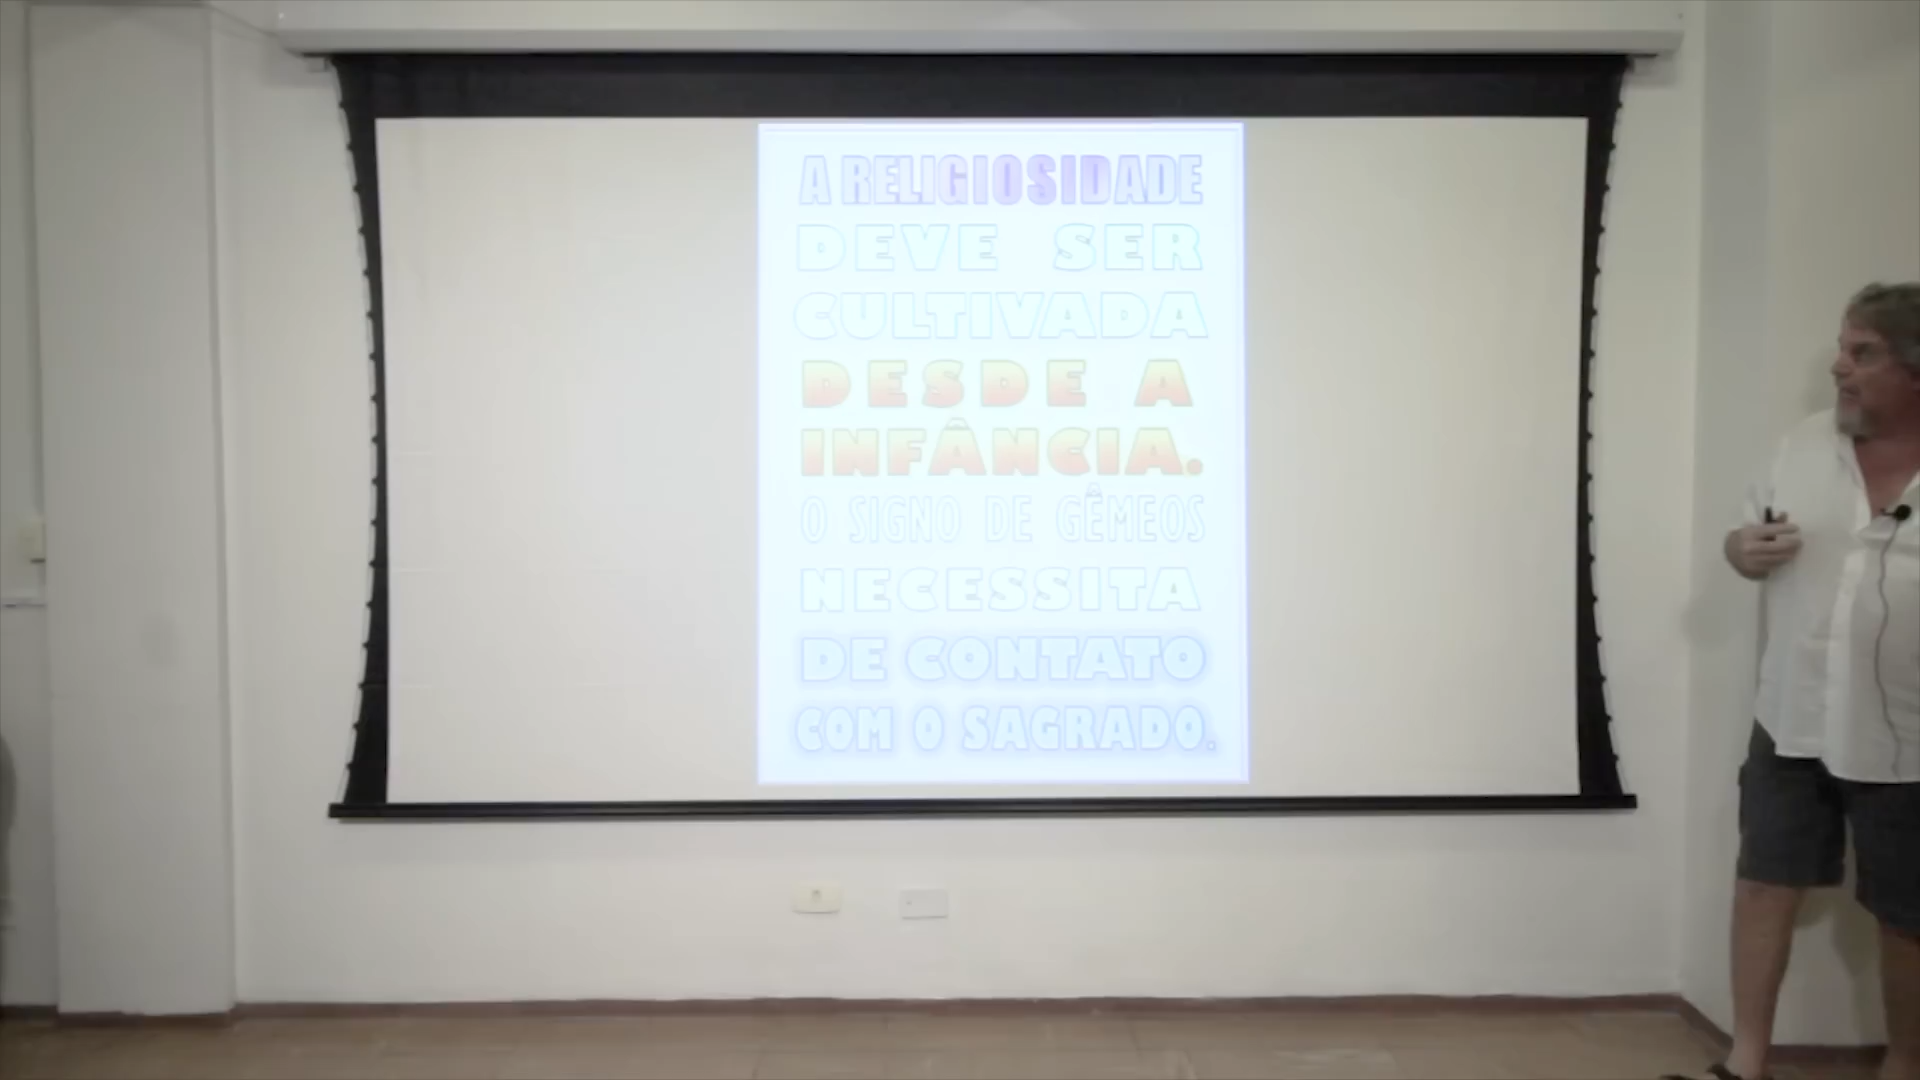 A RELIGIOSIDADE
DEVE SER
CULTIVADA
DESDE A
INFÂNCIA.
O SIGNO DE GÊMEOS
NECESSITA
DE CONTATO
COM O SAGRADO.